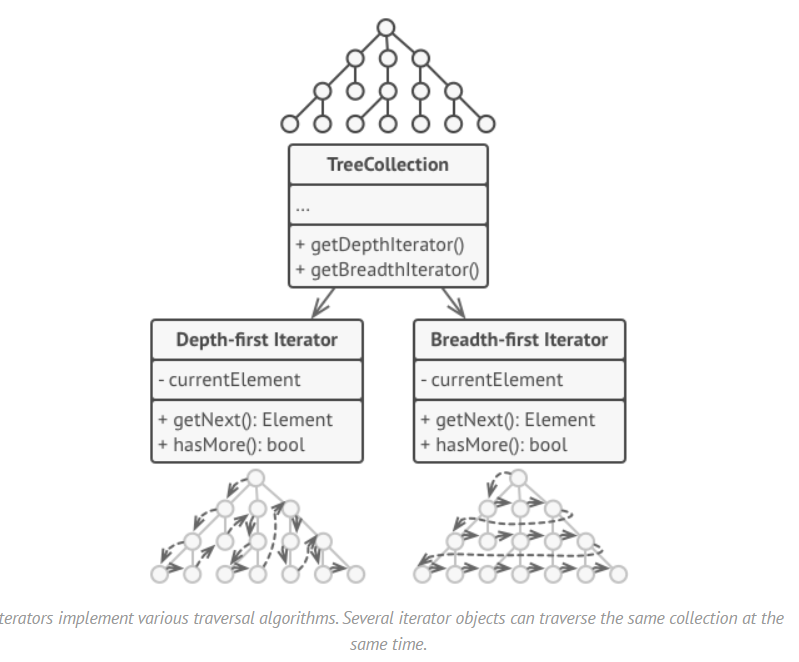 TreeCollection
...
+ getDepthIterator()
+ getBreadthIterator()
Depth-first Iterator
- currentElement
+ getNext(): Element
+ hasMore(): bool
Breadth-first Iterator
- currentElement
+ getNext(): Element
+ hasMore(): bool
terators implement various traversal algorithms. Several iterator objects can traverse the same collection at the
same time.